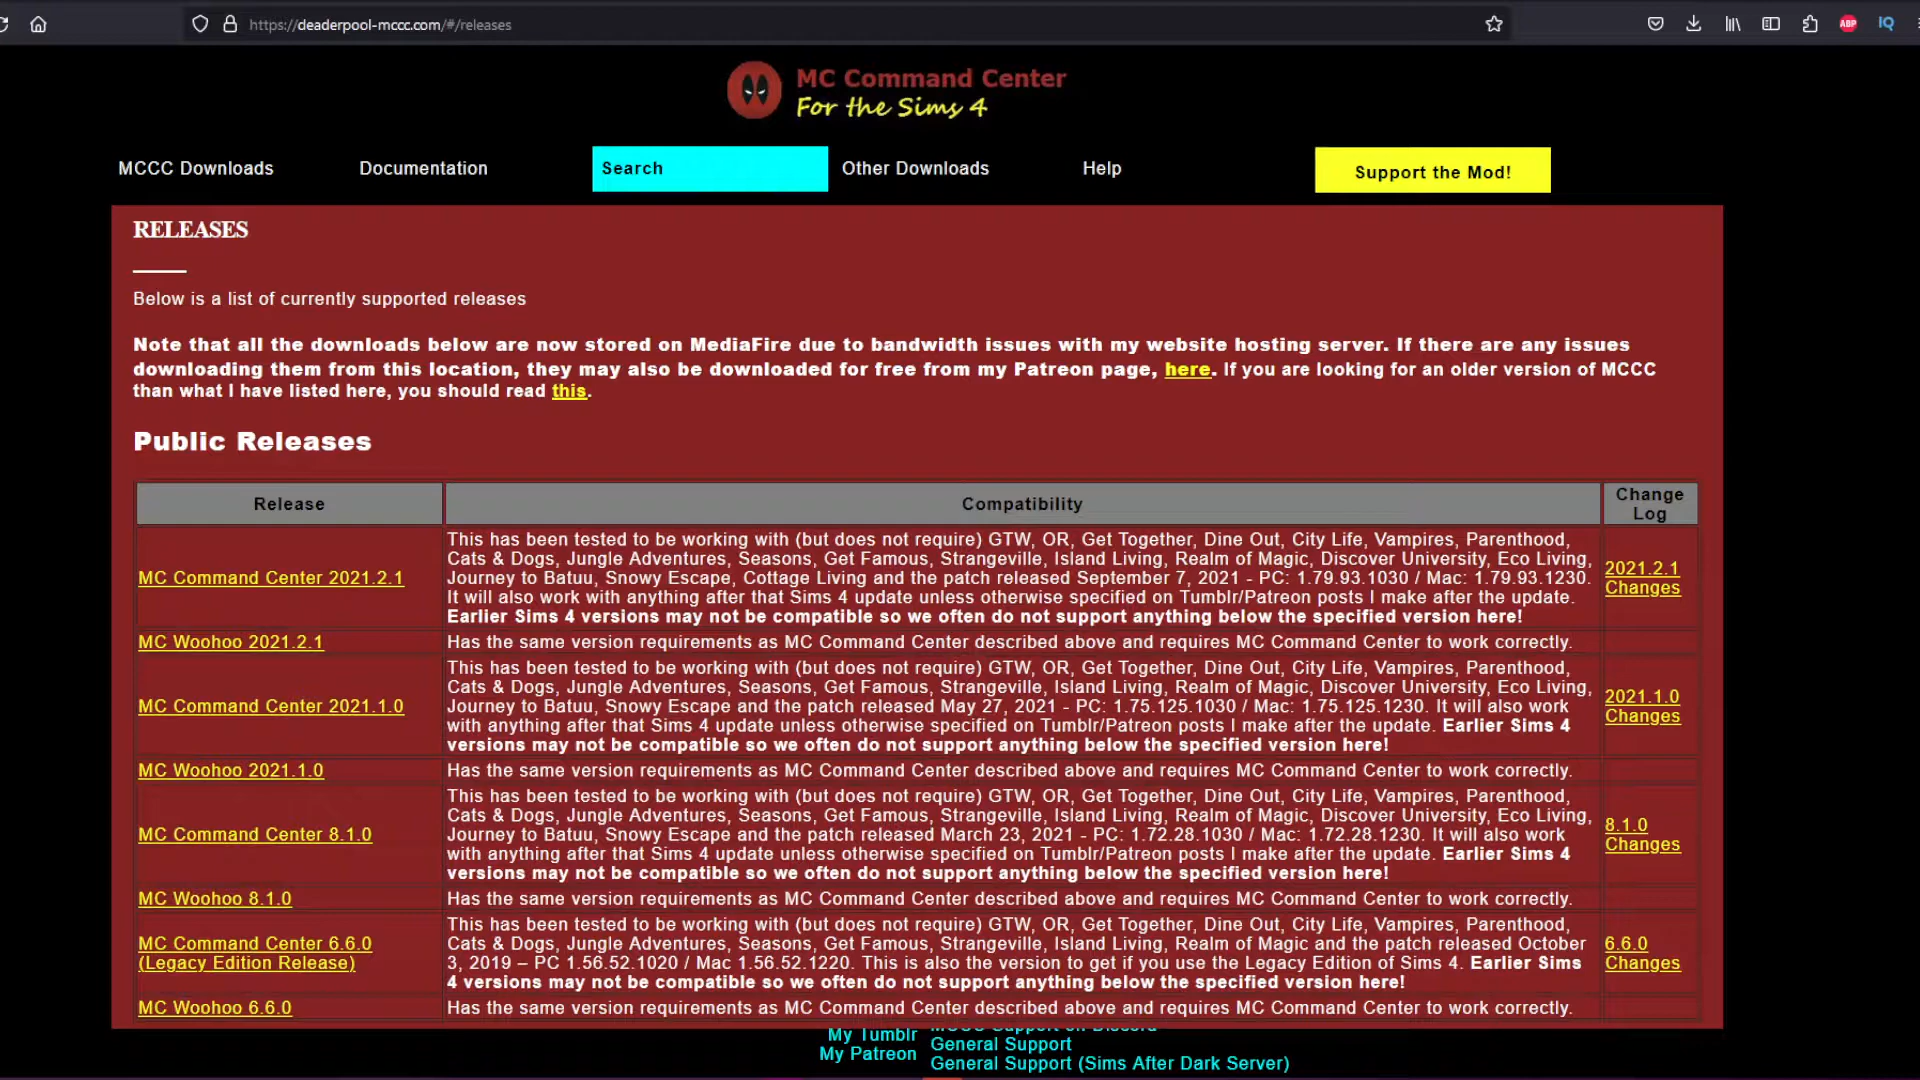 https://deaderpool-mccc.com/#/releases
ABP
IQ
MC Command Center
For the Sims 4
MCCC Downloads
Documentation
Search
Other Downloads
Help
Support the Mod!
RELEASES
Below is a list of currently supported releases
Note that all the downloads below are now stored on MediaFire due to bandwidth issues with my website hosting server. If there are any issues
downloading them from this location, they may also be downloaded for free from my Patreon page, here. If you are looking for an older version of MCCC
than what I have listed here, you should read this.
Public Releases
Release
Compatibility
Change
Log
MC Command Center 2021.2.1
This has been tested to be working with (but does not require) GTW, OR, Get Together, Dine Out, City Life, Vampires, Parenthood,
Cats & Dogs, Jungle Adventures, Seasons, Get Famous, Strangeville, Island Living, Realm of Magic, Discover University, Eco Living,
Journey to Batuu, Snowy Escape, Cottage Living and the patch released September 7, 2021 - PC: 1.79.93.1030 / Mac: 1.79.93.1230.
It will also work with anything after that Sims 4 update unless otherwise specified on Tumblr/Patreon posts I make after the update.
Earlier Sims 4 versions may not be compatible so we often do not support anything below the specified version here!
2021.2.1
Changes
MC Woohoo 2021.2.1
Has the same version requirements as MC Command Center described above and requires MC Command Center to work correctly.
MC Command Center 2021.1.0
This has been tested to be working with (but does not require) GTW, OR, Get Together, Dine Out, City Life, Vampires, Parenthood,
Cats & Dogs, Jungle Adventures, Seasons, Get Famous, Strangeville, Island Living, Realm of Magic, Discover University, Eco Living,
Journey to Batuu, Snowy Escape and the patch released May 27, 2021 - PC: 1.75.125.1030 / Mac: 1.75.125.1230. It will also work
with anything after that Sims 4 update unless otherwise specified on Tumblr/Patreon posts I make after the update. Earlier Sims 4
versions may not be compatible so we often do not support anything below the specified version here!
2021.1.0
Changes
MC Woohoo 2021.1.0
Has the same version requirements as MC Command Center described above and requires MC Command Center to work correctly.
MC Command Center 8.1.0
This has been tested to be working with (but does not require) GTW, OR, Get Together, Dine Out, City Life, Vampires, Parenthood,
Cats & Dogs, Jungle Adventures, Seasons, Get Famous, Strangeville, Island Living, Realm of Magic, Discover University, Eco Living,
Journey to Batuu, Snowy Escape and the patch released March 23, 2021 - PC: 1.72.28.1030 / Mac: 1.72.28.1230. It will also work
with anything after that Sims 4 update unless otherwise specified on Tumblr/Patreon posts I make after the update. Earlier Sims 4
versions may not be compatible so we often do not support anything below the specified version here!
8.1.0
Changes
MC Woohoo 8.1.0
Has the same version requirements as MC Command Center described above and requires MC Command Center to work correctly.
MC Command Center 6.6.0
(Legacy Edition Release)
This has been tested to be working with (but does not require) GTW, OR, Get Together, Dine Out, City Life, Vampires, Parenthood,
Cats & Dogs, Jungle Adventures, Seasons, Get Famous, Strangeville, Island Living, Realm of Magic and the patch released October
3, 2019 – PC 1.56.52.1020 / Mac 1.56.52.1220. This is also the version to get if you use the Legacy Edition of Sims 4. Earlier Sims
4 versions may not be compatible so we often do not support anything below the specified version here!
6.6.0
Changes
MC Woohoo 6.6.0
Has the same version requirements as MC Command Center described above and requires MC Command Center to work correctly.
My Tumblr
My Patreon
MCCC Support on Discord
General Support
General Support (Sims After Dark Server)